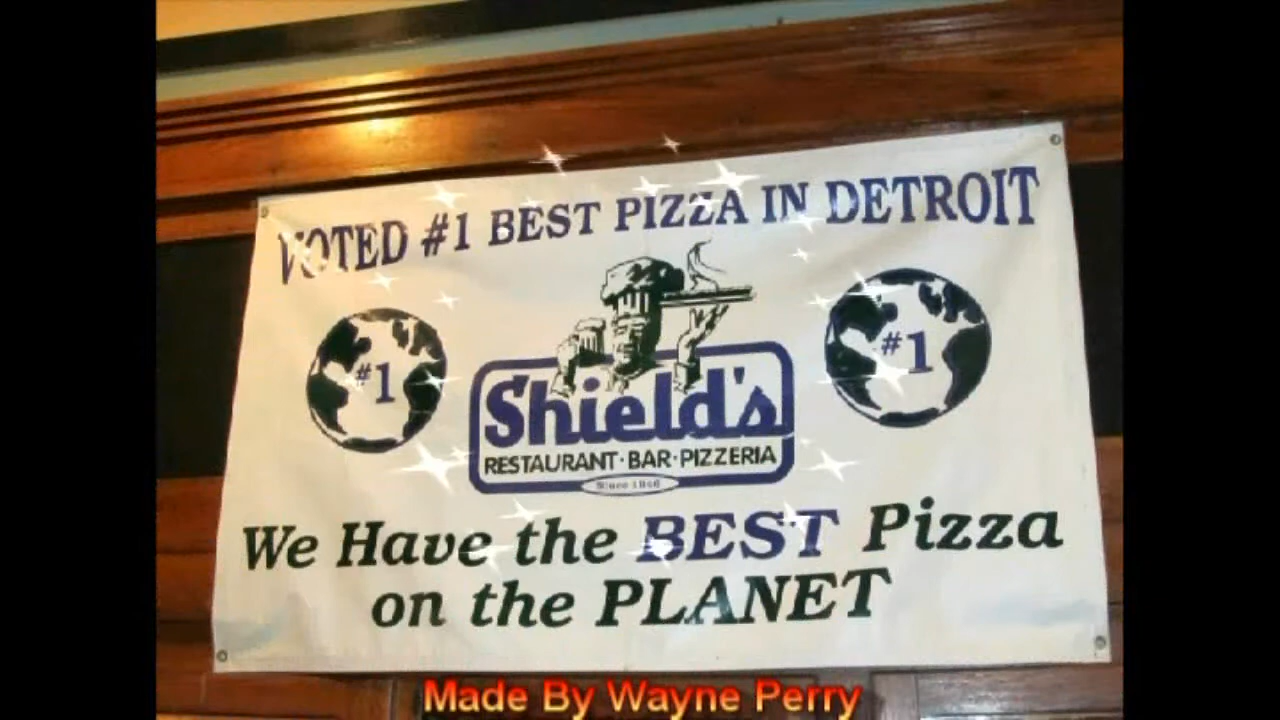 VOTED #1 BEST PIZZA IN DETROIT
#1
#1
Shield's
RESTAURANT·BAR·PIZZERIA
Since
We Have the BEST Pizza
on the PLANET
Made By Wayne Perry